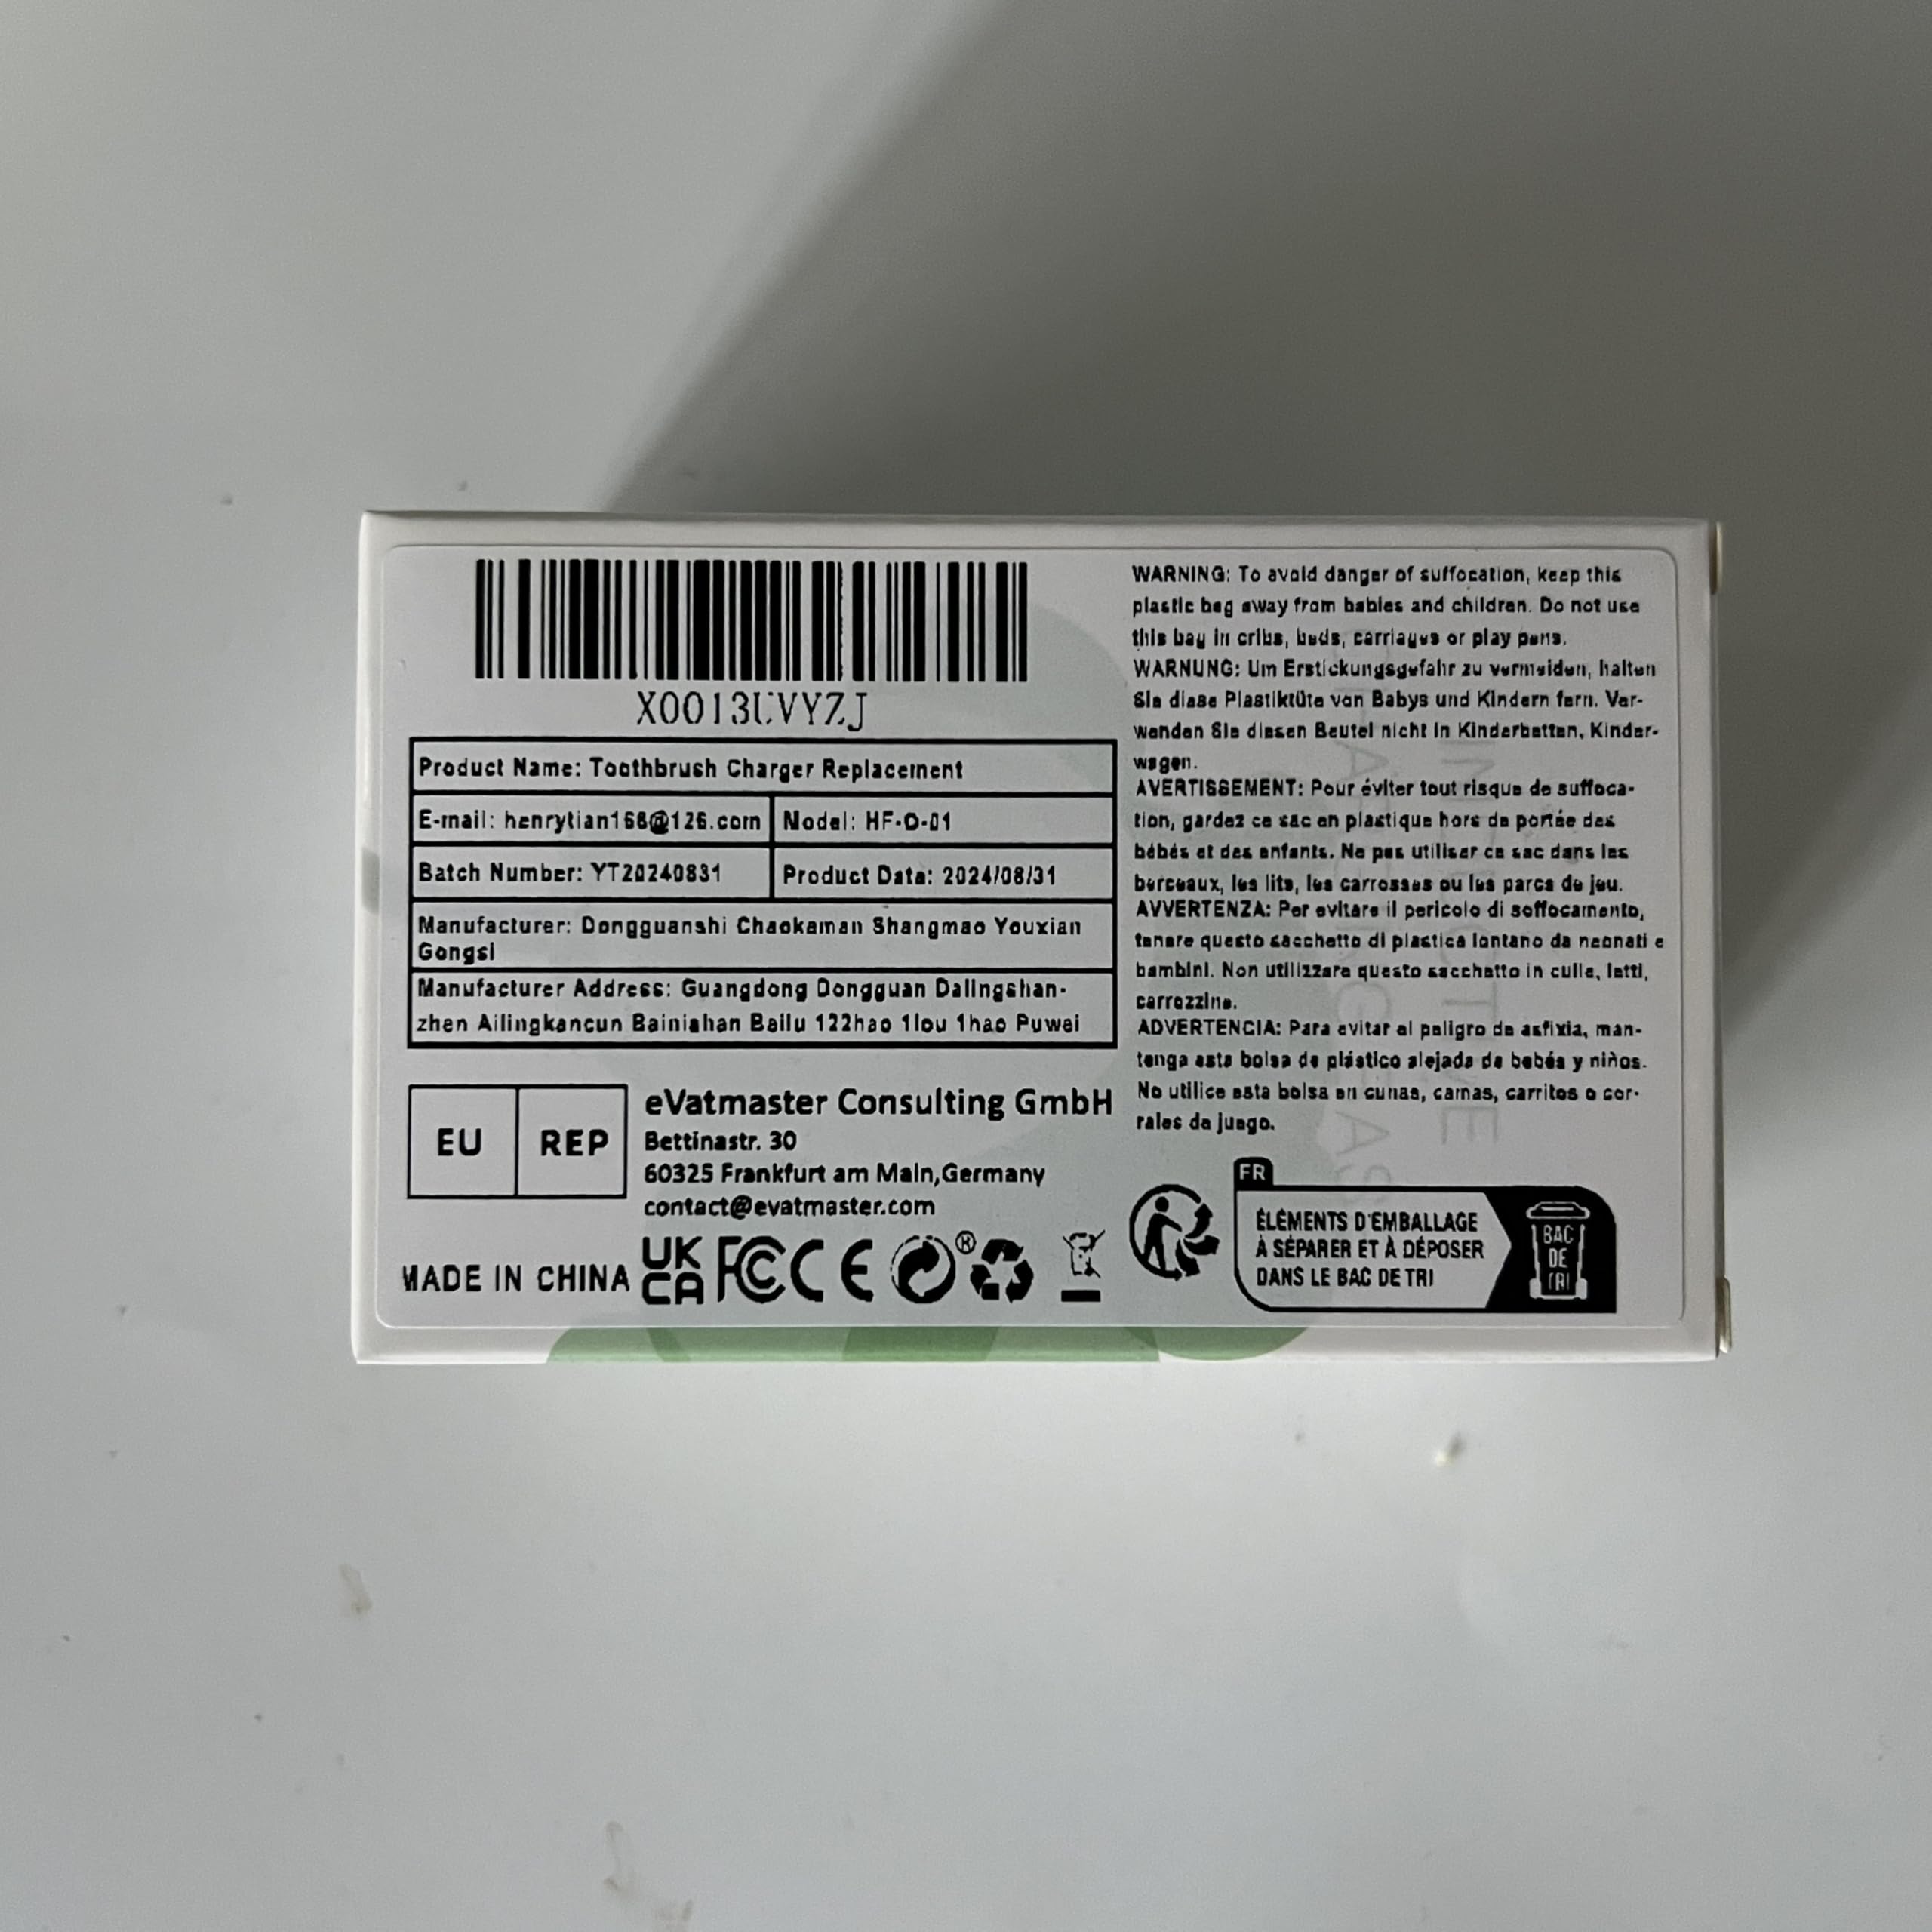 X0013UVYZJ
Product Name: Toothbrush Charger Replacement
E-mail: henrytian168@126.com
Model: HF-O-01
Batch Number: YT20240831
Product Data: 2024/08/31
Manufacturer: Dongguanshi Chaokaman Shangmao Youxian
Gongsi
Manufacturer Address: Guangdong Dongguan Dalingshan-
zhen Ailingkancun Bainiahan Bailu 122hao 1lou 1hao Puwei
EU REP
eVatmaster Consulting GmbH
Bettinastr. 30
60325 Frankfurt am Main,Germany
contact@evatmaster.com
MADE IN CHINA UK CA FC CE ®
WARNING: To avoid danger of suffocation, keep this
plastic bag away from babies and children. Do not use
this bag in cribs, beds, carriages or play pens.
WARNUNG: Um Erstickungsgefahr zu vermeiden, halten
Sie diese Plastiktüte von Babys und Kindern fern. Ver-
wenden Sie diesen Beutel nicht in Kinderbetten, Kinder-
wagen.
AVERTISSEMENT: Pour éviter tout risque de suffoca-
tion, gardez ce sac en plastique hors de portée des
bébés et des enfants. Ne pas utiliser ce sac dans les
berceaux, les lits, les carrosses ou les parcs de jeu.
AVVERTENZA: Per evitare il pericolo di soffocamento,
tenere questo sacchetto di plastica lontano da neonati e
bambini. Non utilizzare questo sacchetto in culle, letti,
carrozzine.
ADVERTENCIA: Para evitar el peligro de asfixia, man-
tenga esta bolsa de plástico alejada de bebés y niños.
No utilice esta bolsa en cunas, camas, carritos o cor-
rales de juego.
FR
ÉLÉMENTS D'EMBALLAGE
À SÉPARER ET À DÉPOSER
DANS LE BAC DE TRI
BAC
DE
TRI